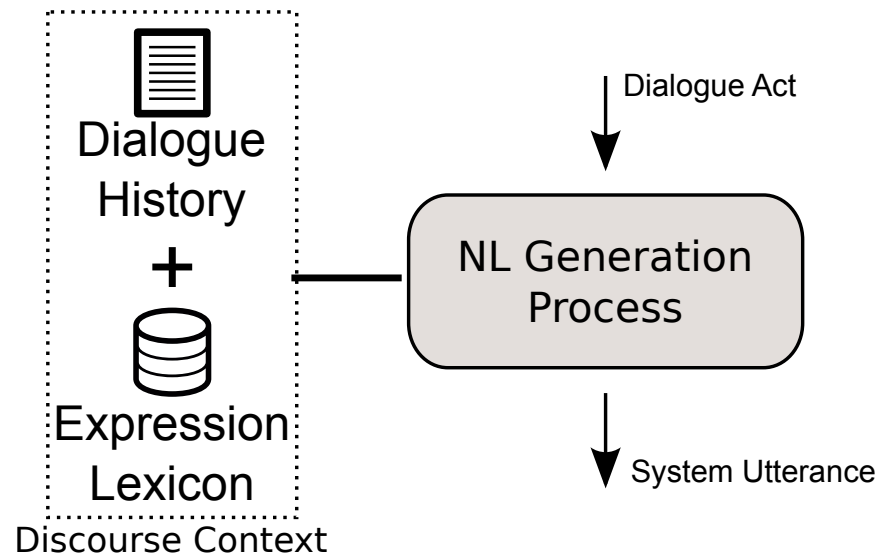 Dialogue
History
+
Expression
Lexicon
Discourse Context
Dialogue Act
NL Generation
Process
System Utterance